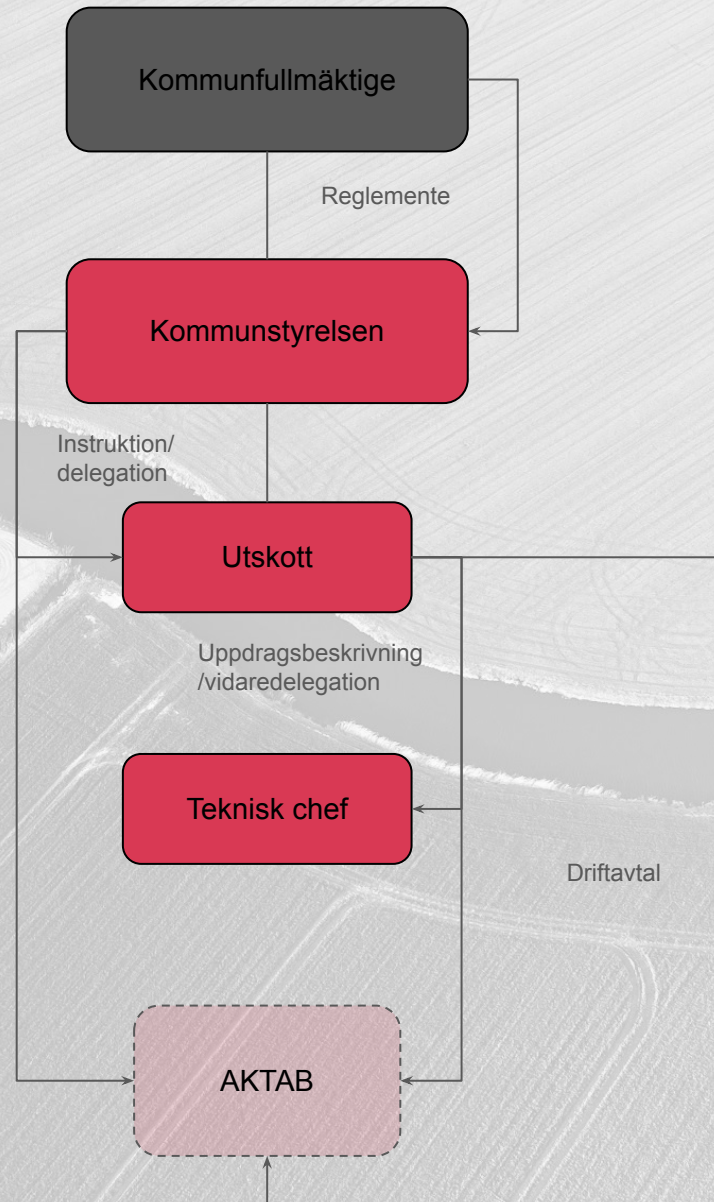 Kommunfullmäktige
Reglemente
Kommunstyrelsen
Instruktion/
delegation
Utskott
Uppdragsbeskrivning
/vidaredelegation
Teknisk chef
Driftavtal
AKTAB